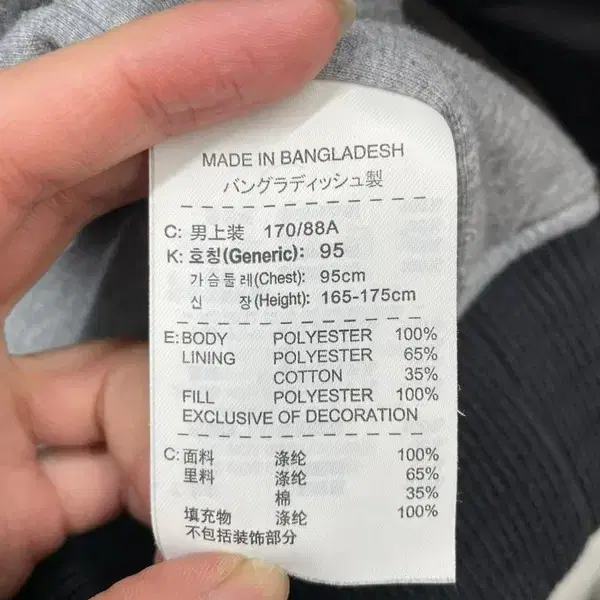 MADE IN BANGLADESH
バングラディッシュ製
C: 男上装 170/88A
K: 호칭(Generic): 95
가슴둘레(Chest): 95cm
신 장(Height): 165-175cm
E: BODY POLYESTER 100%
LINING POLYESTER 65%
COTTON 35%
FILL POLYESTER 100%
EXCLUSIVE OF DECORATION
C: 面料 涤纶 100%
里料 涤纶 65%
棉 35%
填充物 涤纶 100%
不包括装饰部分